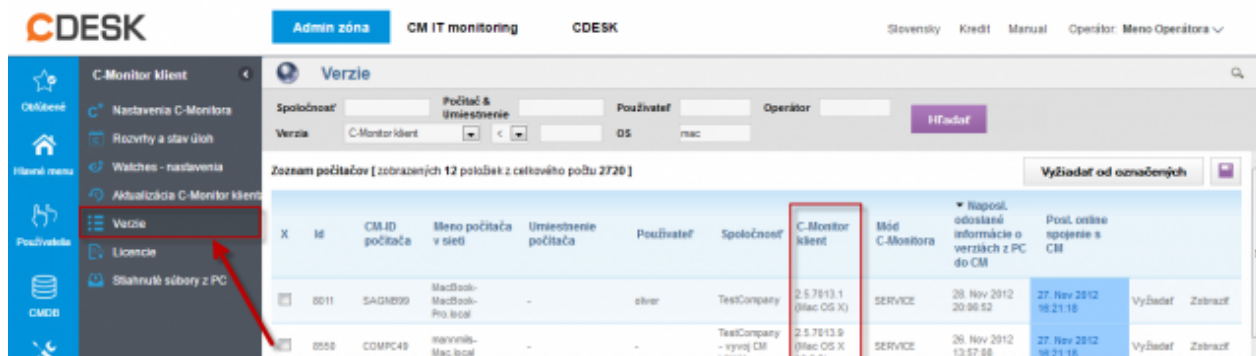 CDESK
Admin zóna CM IT monitoring CDESK
Slovensky Kredit Manual Operátor: Meno Operátora
Obľúbené
Hlavné menu
Používatelia
CMDB
C-Monitor klient
Nastavenia C-Monitora
Rozvrhy a stav úloh
Watches - nastavenia
Aktualizácia C-Monitor klienta
Verzie
Licencie
Stiahnuté súbory z PC
Verzie
Spoločnosť Počítač & Umiestnenie Používateľ Operátor
Verzia C-Monitor klient < OS mac
Hľadať
Zoznam počítačov [ zobrazených 12 položiek z celkového počtu 2720 ]
Vyžiadať od označených
X Id CM-ID počítača Meno počítača v sieti Umiestnenie počítača Používateľ Spoločnosť C-Monitor klient Mód C-Monitora Naposl. odoslané informácie o verziách z PC do CM Posl. online spojenie s CM
8011 SAGNB99 MacBook-MacBook-Pro.local - oliver TestCompany 2.5.7013.1 (Mac OS X) SERVICE 28. Nov 2012 20:06:52 27. Nov 2012 16:21:18 Vyžiadať Zobraziť
8550 COMPC49 Mac.local - - TestCompany - vyvoj CM 2.5.7013.9 (Mac OS X SERVICE 26. Nov 2012 13:57:08 27. Nov 2012 16:21:18 Vyžiadať Zobraziť